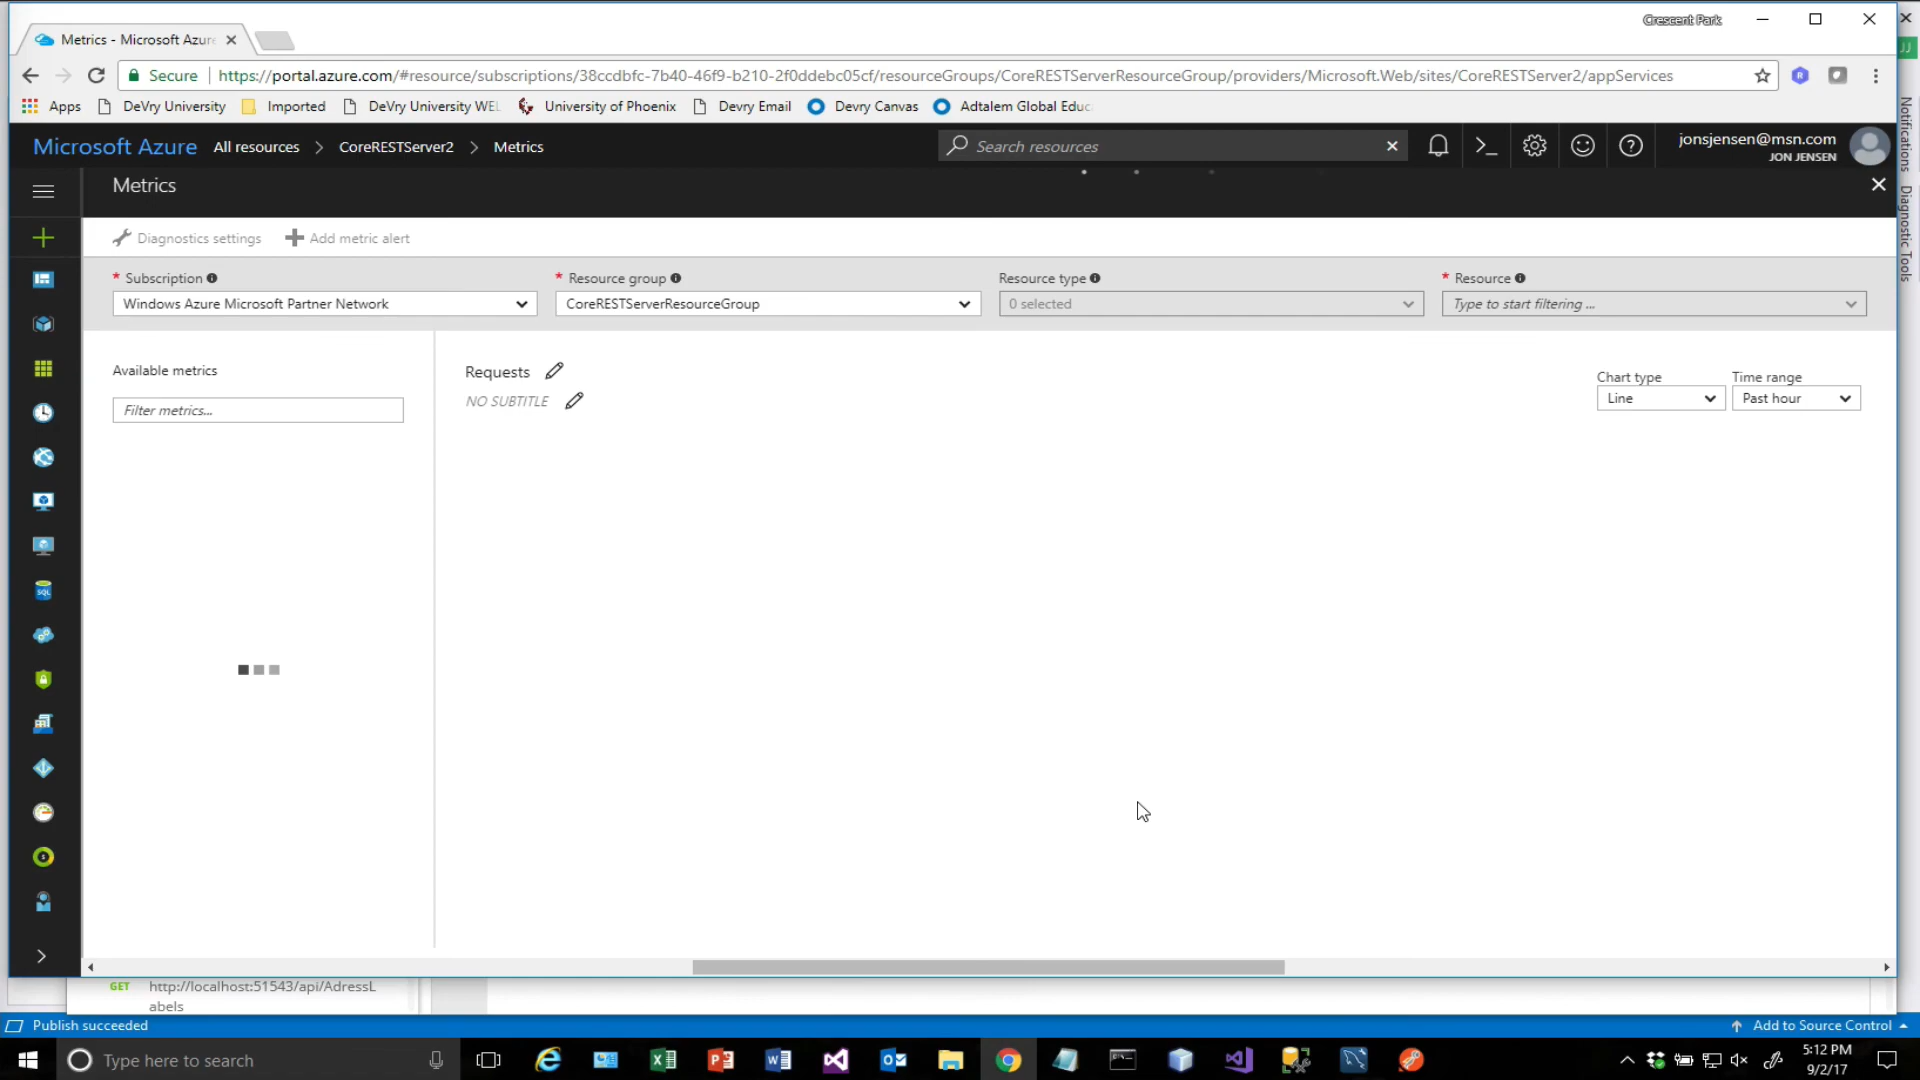 Crescent Park
Metrics - Microsoft Azur
Secure https://portal.azure.com/#resource/subscriptions/38ccdbfc-7b40-46f9-b210-2f0ddebc05cf/resourceGroups/CoreRESTServerResourceGroup/providers/Microsoft.Web/sites/CoreRESTServer2/appServices
Apps DeVry University Imported DeVry University WEL University of Phoenix Devry Email Devry Canvas Adtalem Global Educ
Microsoft Azure All resources > CoreRESTServer2 > Metrics Search resources jonsjensen@msn.com
JON JENSEN
Metrics
Notifications
Diagnostic Tools
JJ
Diagnostics settings Add metric alert
* Subscription * Resource group Resource type * Resource
Windows Azure Microsoft Partner Network CoreRESTServerResourceGroup 0 selected Type to start filtering ...
Available metrics
Filter metrics...
Requests
NO SUBTITLE
Chart type Time range
Line Past hour
SQL
GET http://localhost:51543/api/AdressL
abels
Publish succeeded Add to Source Control
Type here to search
5:12 PM
9/2/17